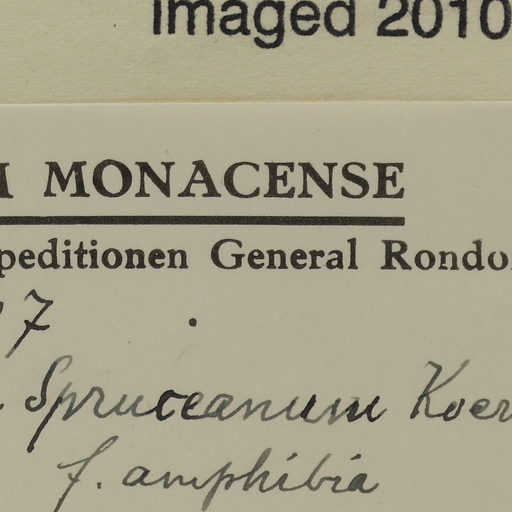 Imaged 2010
MONACENSE
peditionen General Rondo
7
Spruceanum Koer
f. amphibia